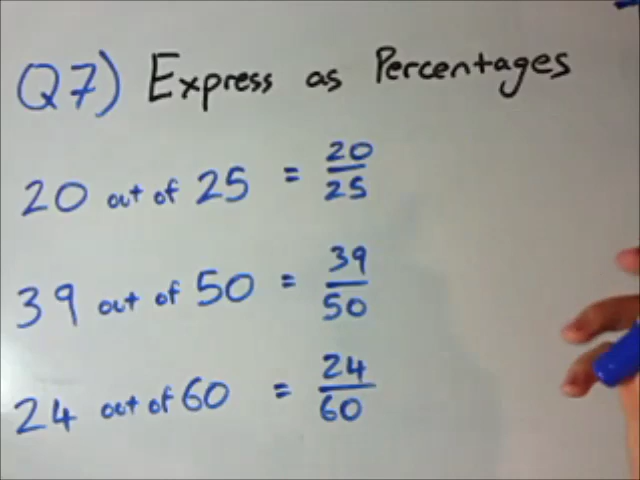 Q7) Express as Percentages
20 out of 25 = 20/25
39 out of 50 = 39/50
24 out of 60 = 24/60